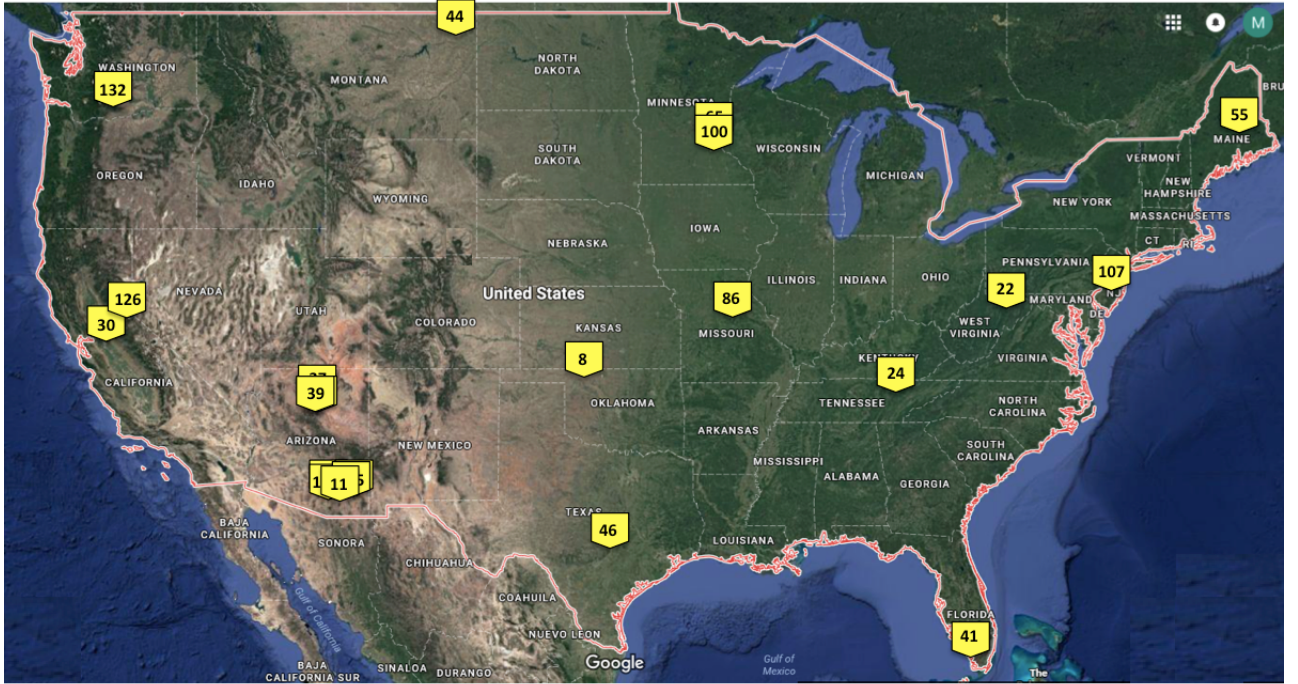 44
M
WASHINGTON
NORTH
DAKOTA
MONTANA
132
BRU
MINNESOTA
100
55
MAINE
WISCONSIN
VERMONT
SOUTH
DAKOTA
OREGON
IDAHO
MICHIGAN
NEW
HAMPSHIRE
WYOMING
NEW YORK
MASSACHUSETTS
IOWA
NEBRASKA
CT
RI
PENNSYLVANIA
107
ILLINOIS
INDIANA
OHIO
22
NEVADA
126
United States
86
MARYLAND
NJ
UTAH
DE
30
COLORADO
KANSAS
MISSOURI
WEST
VIRGINIA
8
KENTUCKY
VIRGINIA
24
CALIFORNIA
39
OKLAHOMA
TENNESSEE
NORTH
CAROLINA
ARKANSAS
ARIZONA
NEW MEXICO
SOUTH
CAROLINA
MISSISSIPPI
ALABAMA
GEORGIA
11
TEXAS
46
BAJA
CALIFORNIA
SONORA
LOUISIANA
CHIHUAHUA
Gulf of California
COAHUILA
FLORIDA
NUEVO LEON
41
Google
Gulf of
Mexico
BAJA
CALIFORNIA SUR
SINALOA
DURANGO
The